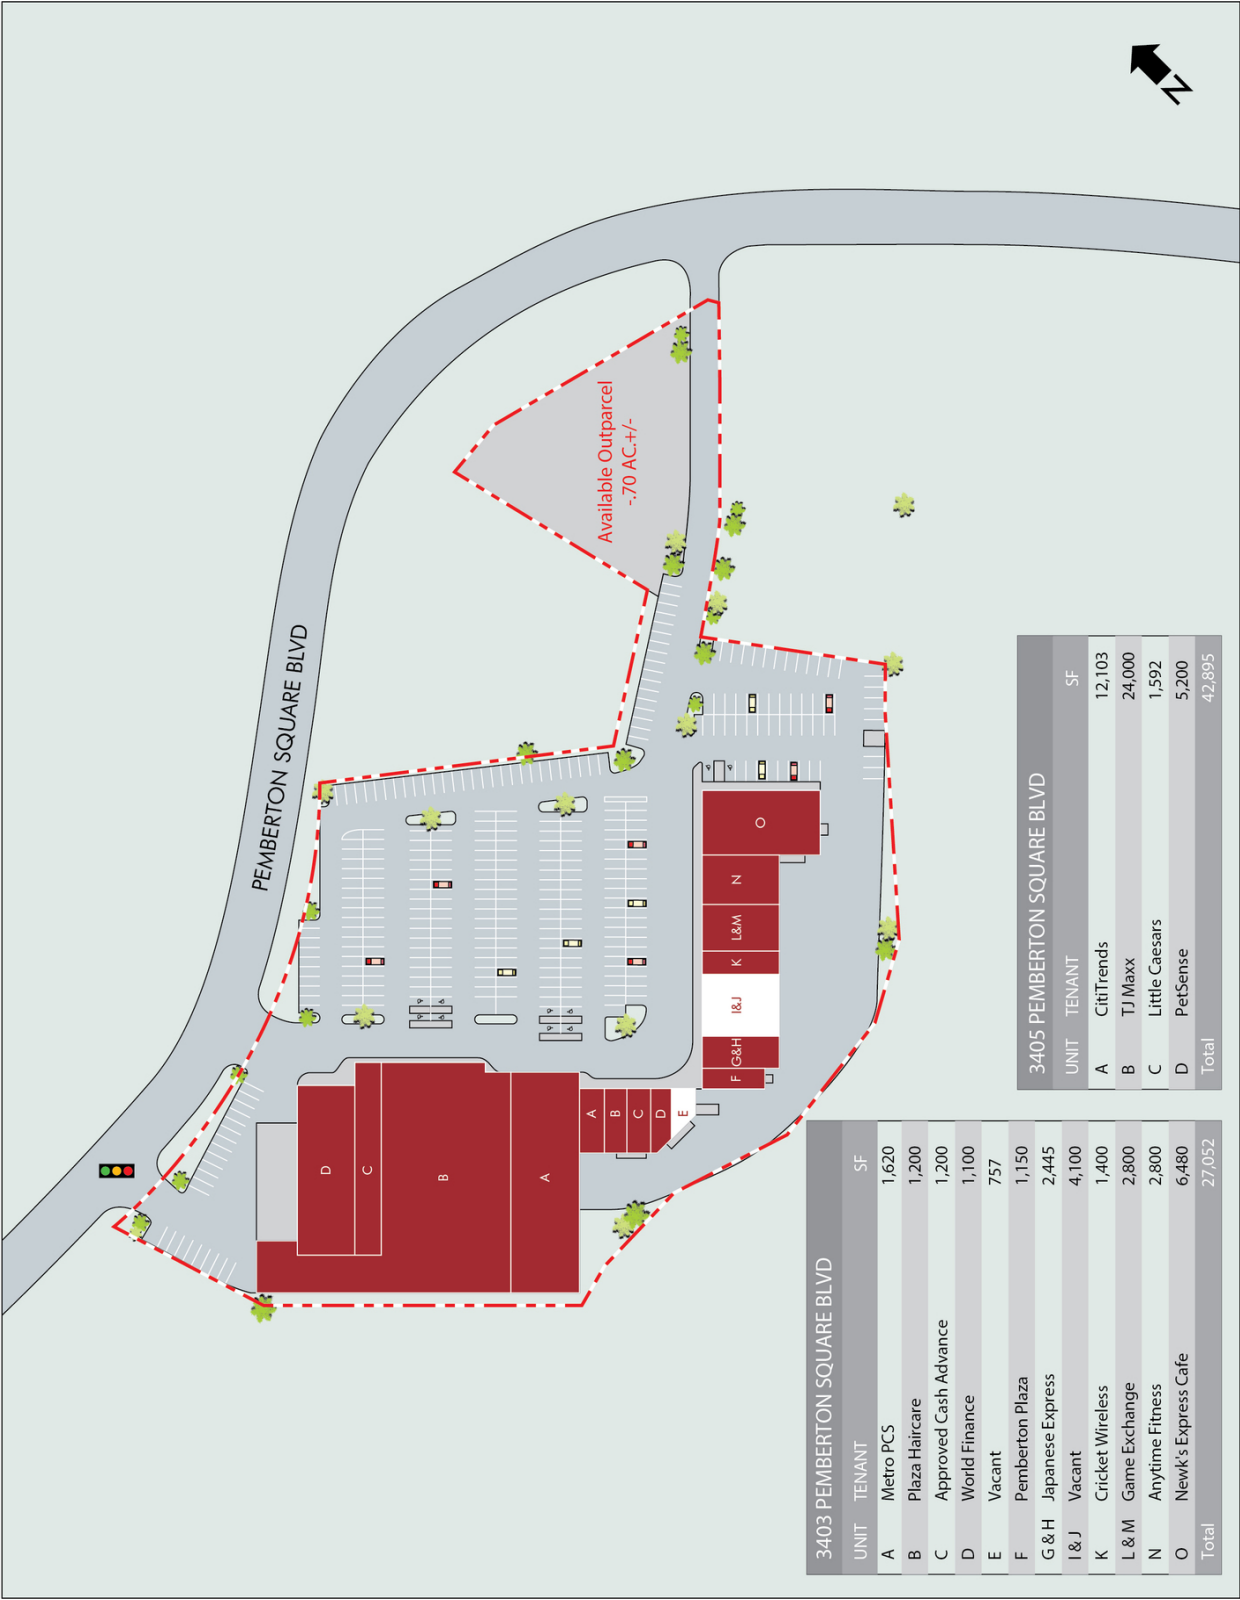 N
PEMBERTON SQUARE BLVD
Available Outparcel
-.70 AC.+/-
D
C
B
A
A
B
C
D
E
F
G&H
I&J
K
L&M
N
O
3403 PEMBERTON SQUARE BLVD
UNIT TENANT SF
A Metro PCS 1,620
B Plaza Haircare 1,200
C Approved Cash Advance 1,200
D World Finance 1,100
E Vacant 757
F Pemberton Plaza 1,150
G & H Japanese Express 2,445
I & J Vacant 4,100
K Cricket Wireless 1,400
L & M Game Exchange 2,800
N Anytime Fitness 2,800
O Newk's Express Cafe 6,480
Total 27,052
3405 PEMBERTON SQUARE BLVD
UNIT TENANT SF
A CitiTrends 12,103
B TJ Maxx 24,000
C Little Caesars 1,592
D PetSense 5,200
Total 42,895